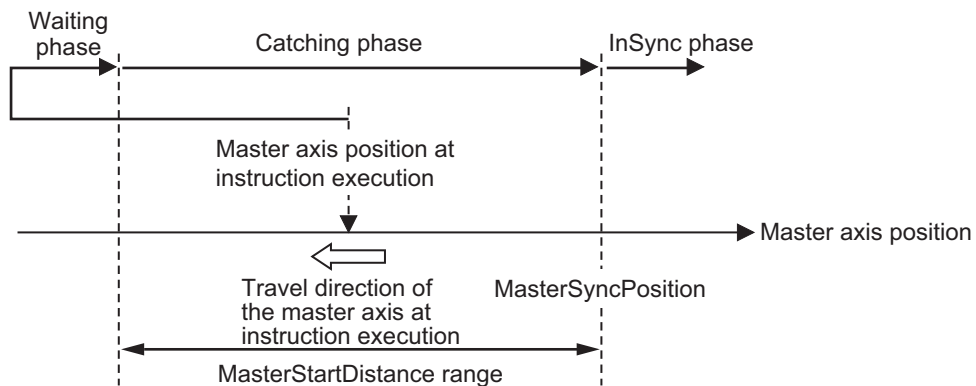 Waiting
phase
Catching phase
InSync phase
Master axis position at
instruction execution
Master axis position
Travel direction of
the master axis at
instruction execution
MasterSyncPosition
MasterStartDistance range